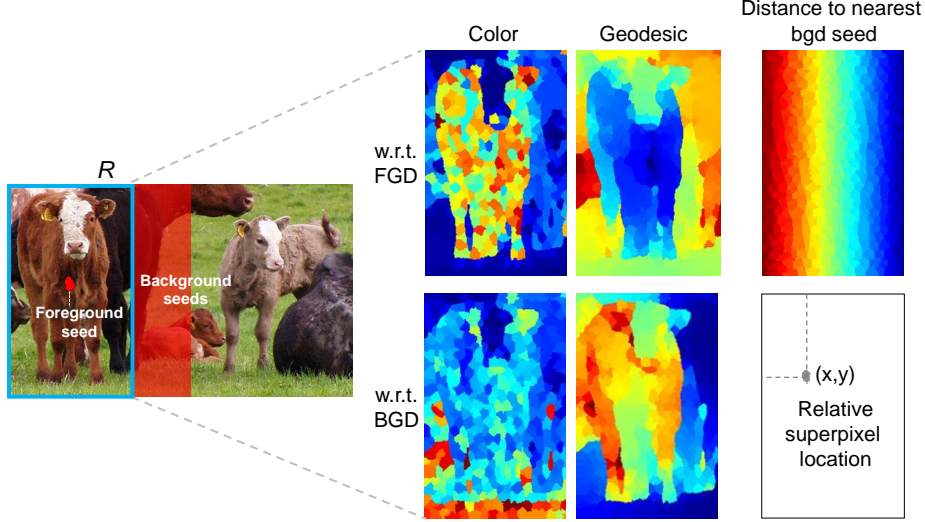 Distance to nearest
bgd seed
Color
Geodesic
w.r.t.
FGD
R
Background
seeds
Foreground
seed
w.r.t.
BGD
(x,y)
Relative
superpixel
location